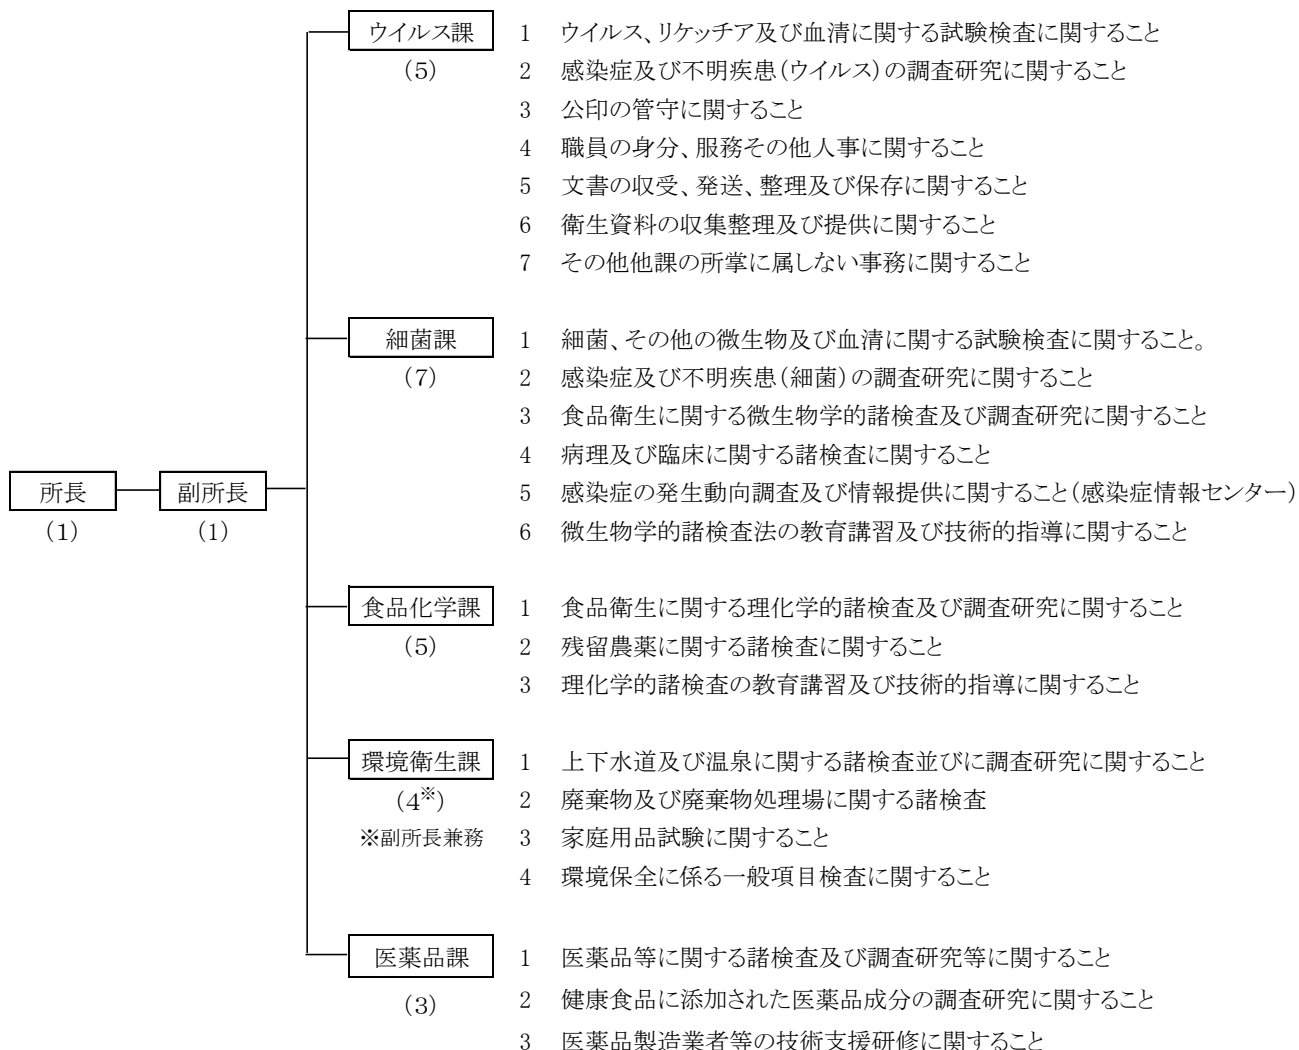 ウイルス課 1 ウイルス、リケッチア及び血清に関する試験検査に関すること
(5) 2 感染症及び不明疾患(ウイルス)の調査研究に関すること
3 公印の管守に関すること
4 職員の身分、服務その他人事に関すること
5 文書の収受、発送、整理及び保存に関すること
6 衛生資料の収集整理及び提供に関すること
7 その他他課の所掌に属しない事務に関すること
細菌課 1 細菌、その他の微生物及び血清に関する試験検査に関すること。
(7) 2 感染症及び不明疾患(細菌)の調査研究に関すること
3 食品衛生に関する微生物学的諸検査及び調査研究に関すること
4 病理及び臨床に関する諸検査に関すること
所長 副所長 5 感染症の発生動向調査及び情報提供に関すること(感染症情報センター)
(1) (1) 6 微生物学的諸検査法の教育講習及び技術的指導に関すること
食品化学課 1 食品衛生に関する理化学的諸検査及び調査研究に関すること
(5) 2 残留農薬に関する諸検査に関すること
3 理化学的諸検査の教育講習及び技術的指導に関すること
環境衛生課 1 上下水道及び温泉に関する諸検査並びに調査研究に関すること
(4※) 2 廃棄物及び廃棄物処理場に関する諸検査
※副所長兼務 3 家庭用品試験に関すること
4 環境保全に係る一般項目検査に関すること
医薬品課 1 医薬品等に関する諸検査及び調査研究等に関すること
(3) 2 健康食品に添加された医薬品成分の調査研究に関すること
3 医薬品製造業者等の技術支援研修に関すること